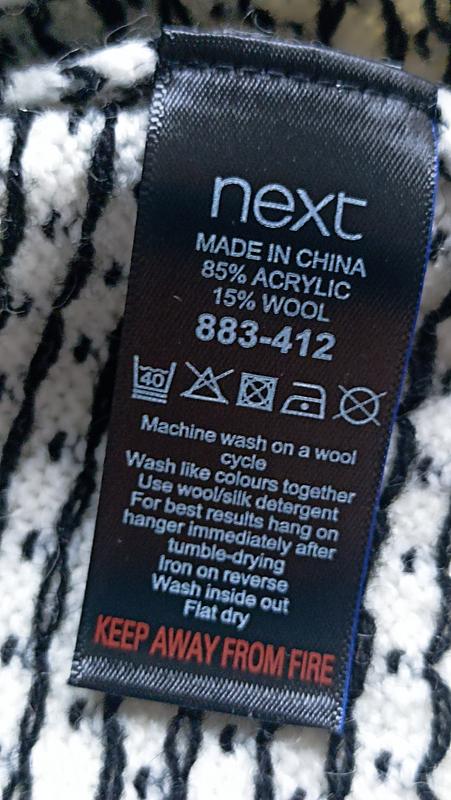 next
MADE IN CHINA
85% ACRYLIC
15% WOOL
883-412
40
Machine wash on a wool
cycle
Wash like colours together
Use wool/silk detergent
For best results hang on
hanger immediately after
tumble-drying
Iron on reverse
Wash inside out
Flat dry
KEEP AWAY FROM FIRE